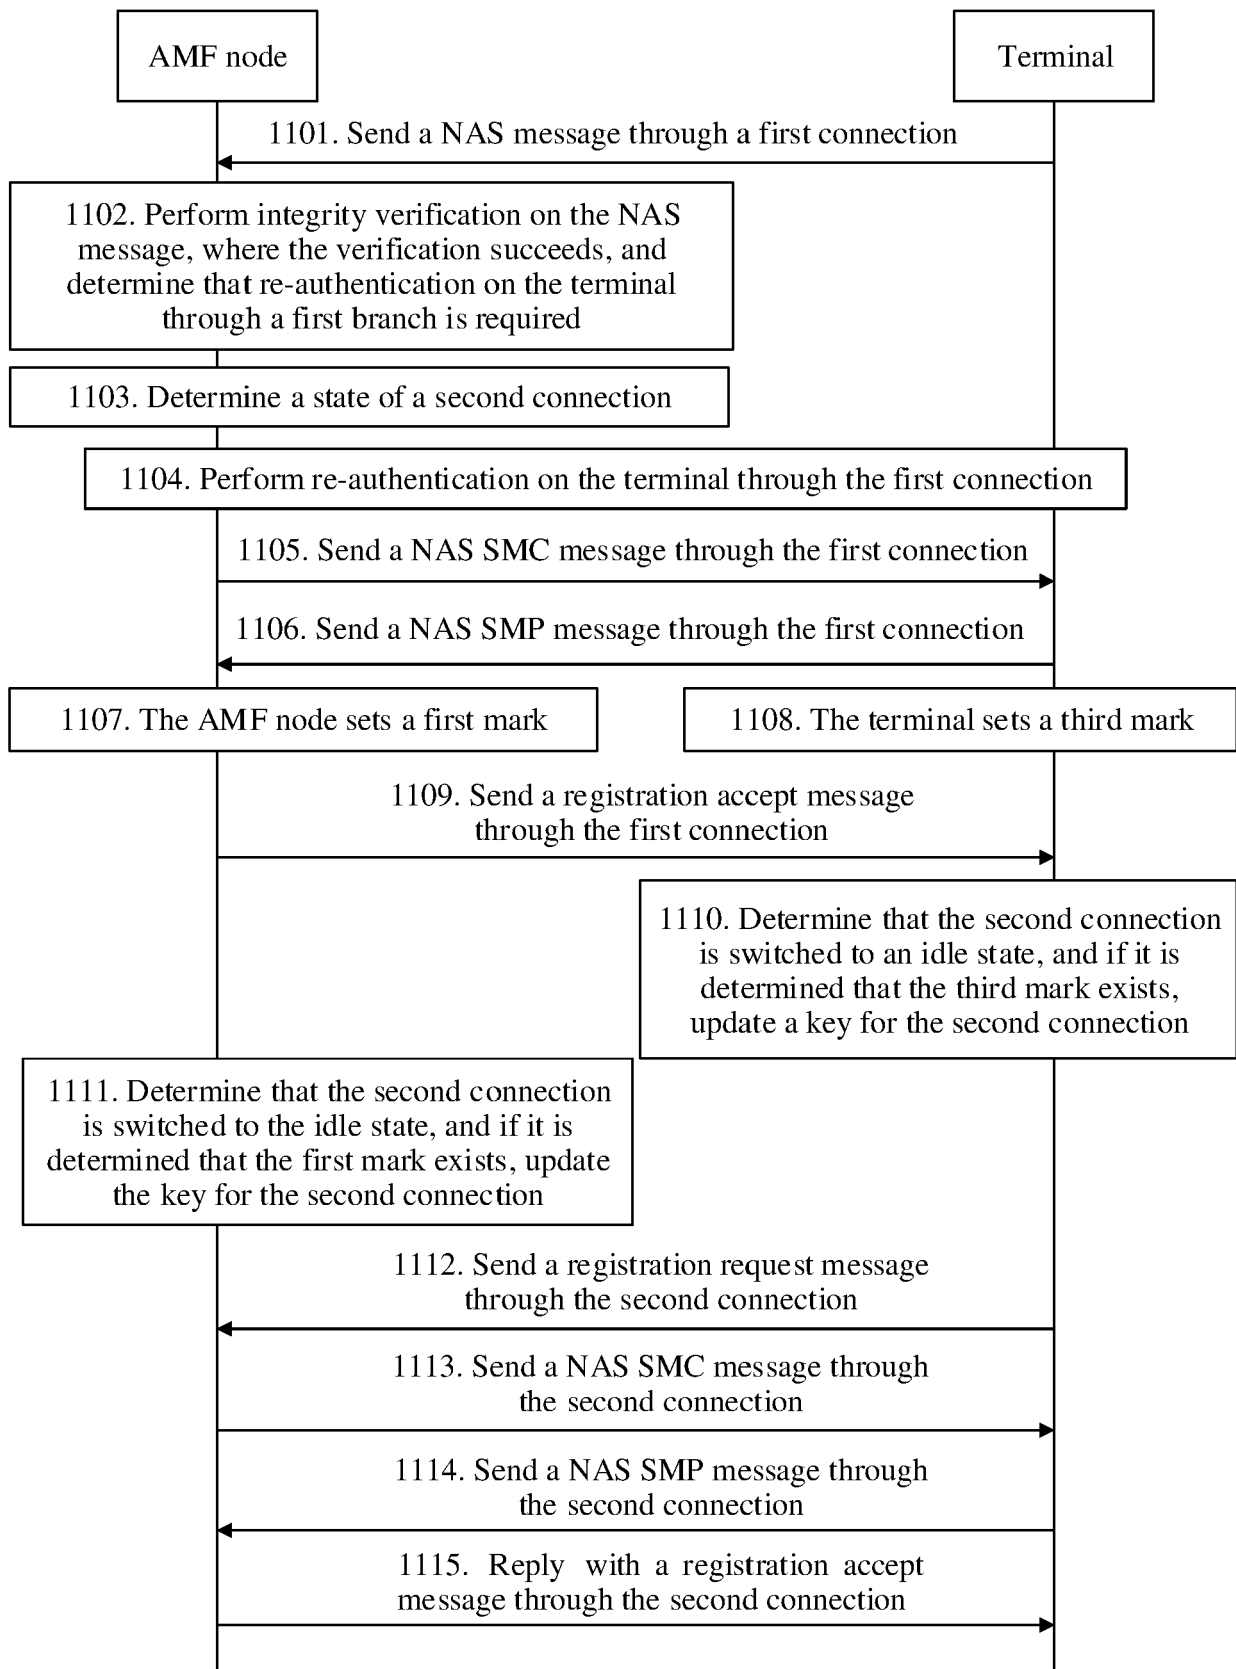 AMF node
Terminal
1101. Send a NAS message through a first connection
1102. Perform integrity verification on the NAS
message, where the verification succeeds, and
determine that re-authentication on the terminal
through a first branch is required
1103. Determine a state of a second connection
1104. Perform re-authentication on the terminal through the first connection
1105. Send a NAS SMC message through the first connection
1106. Send a NAS SMP message through the first connection
1107. The AMF node sets a first mark
1108. The terminal sets a third mark
1109. Send a registration accept message
through the first connection
1110. Determine that the second connection
is switched to an idle state, and if it is
determined that the third mark exists,
update a key for the second connection
1111. Determine that the second connection
is switched to the idle state, and if it is
determined that the first mark exists, update
the key for the second connection
1112. Send a registration request message
through the second connection
1113. Send a NAS SMC message through
the second connection
1114. Send a NAS SMP message through
the second connection
1115. Reply with a registration accept
message through the second connection